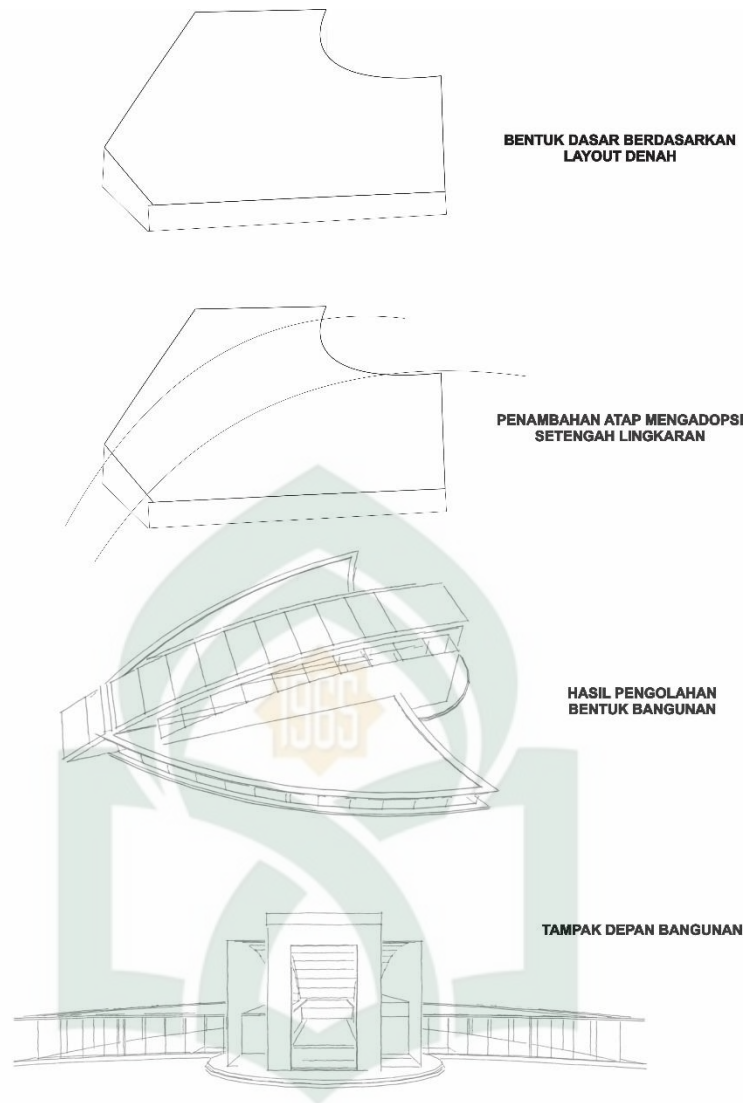 BENTUK DASAR BERDASARKAN
LAYOUT DENAH
PENAMBAHAN ATAP MENGADOPSI
SETENGAH LINGKARAN
HASIL PENGOLAHAN
BENTUK BANGUNAN
1965
TAMPAK DEPAN BANGUNAN